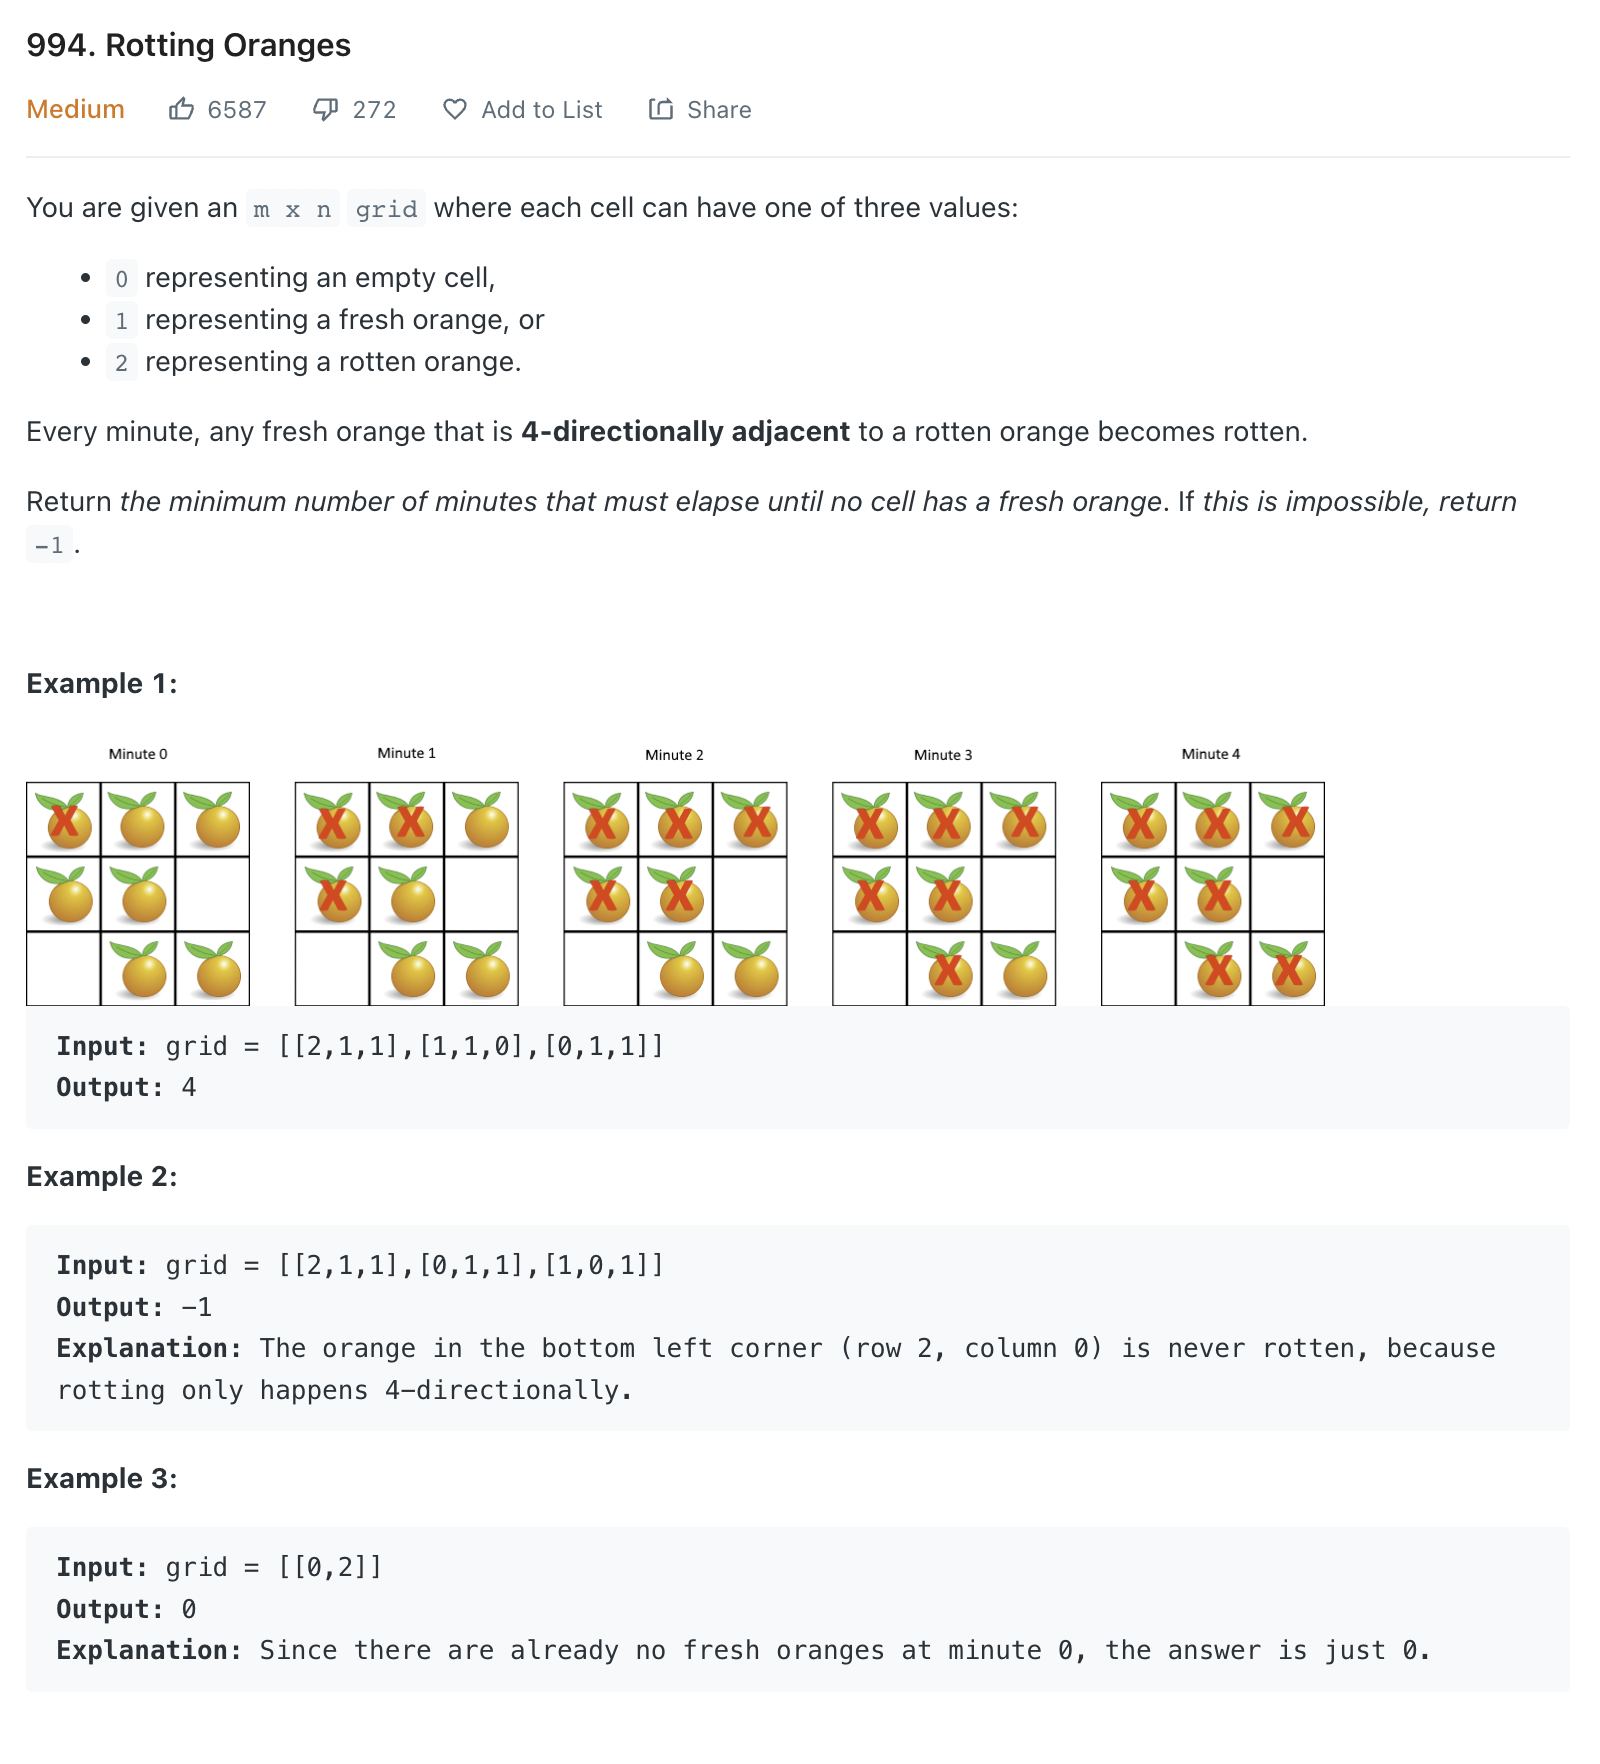 994. Rotting Oranges
Medium 6587 272 Add to List Share
You are given an m x n grid where each cell can have one of three values:
• 0 representing an empty cell,
• 1 representing a fresh orange, or
• 2 representing a rotten orange.
Every minute, any fresh orange that is 4-directionally adjacent to a rotten orange becomes rotten.
Return the minimum number of minutes that must elapse until no cell has a fresh orange. If this is impossible, return
-1.
Example 1:
Minute 0 Minute 1 Minute 2 Minute 3 Minute 4
X X X X X X X X X X X X
X X X X X X X
X X X
Input: grid = [[2,1,1],[1,1,0],[0,1,1]]
Output: 4
Example 2:
Input: grid = [[2,1,1],[0,1,1],[1,0,1]]
Output: -1
Explanation: The orange in the bottom left corner (row 2, column 0) is never rotten, because
rotting only happens 4-directionally.
Example 3:
Input: grid = [[0,2]]
Output: 0
Explanation: Since there are already no fresh oranges at minute 0, the answer is just 0.